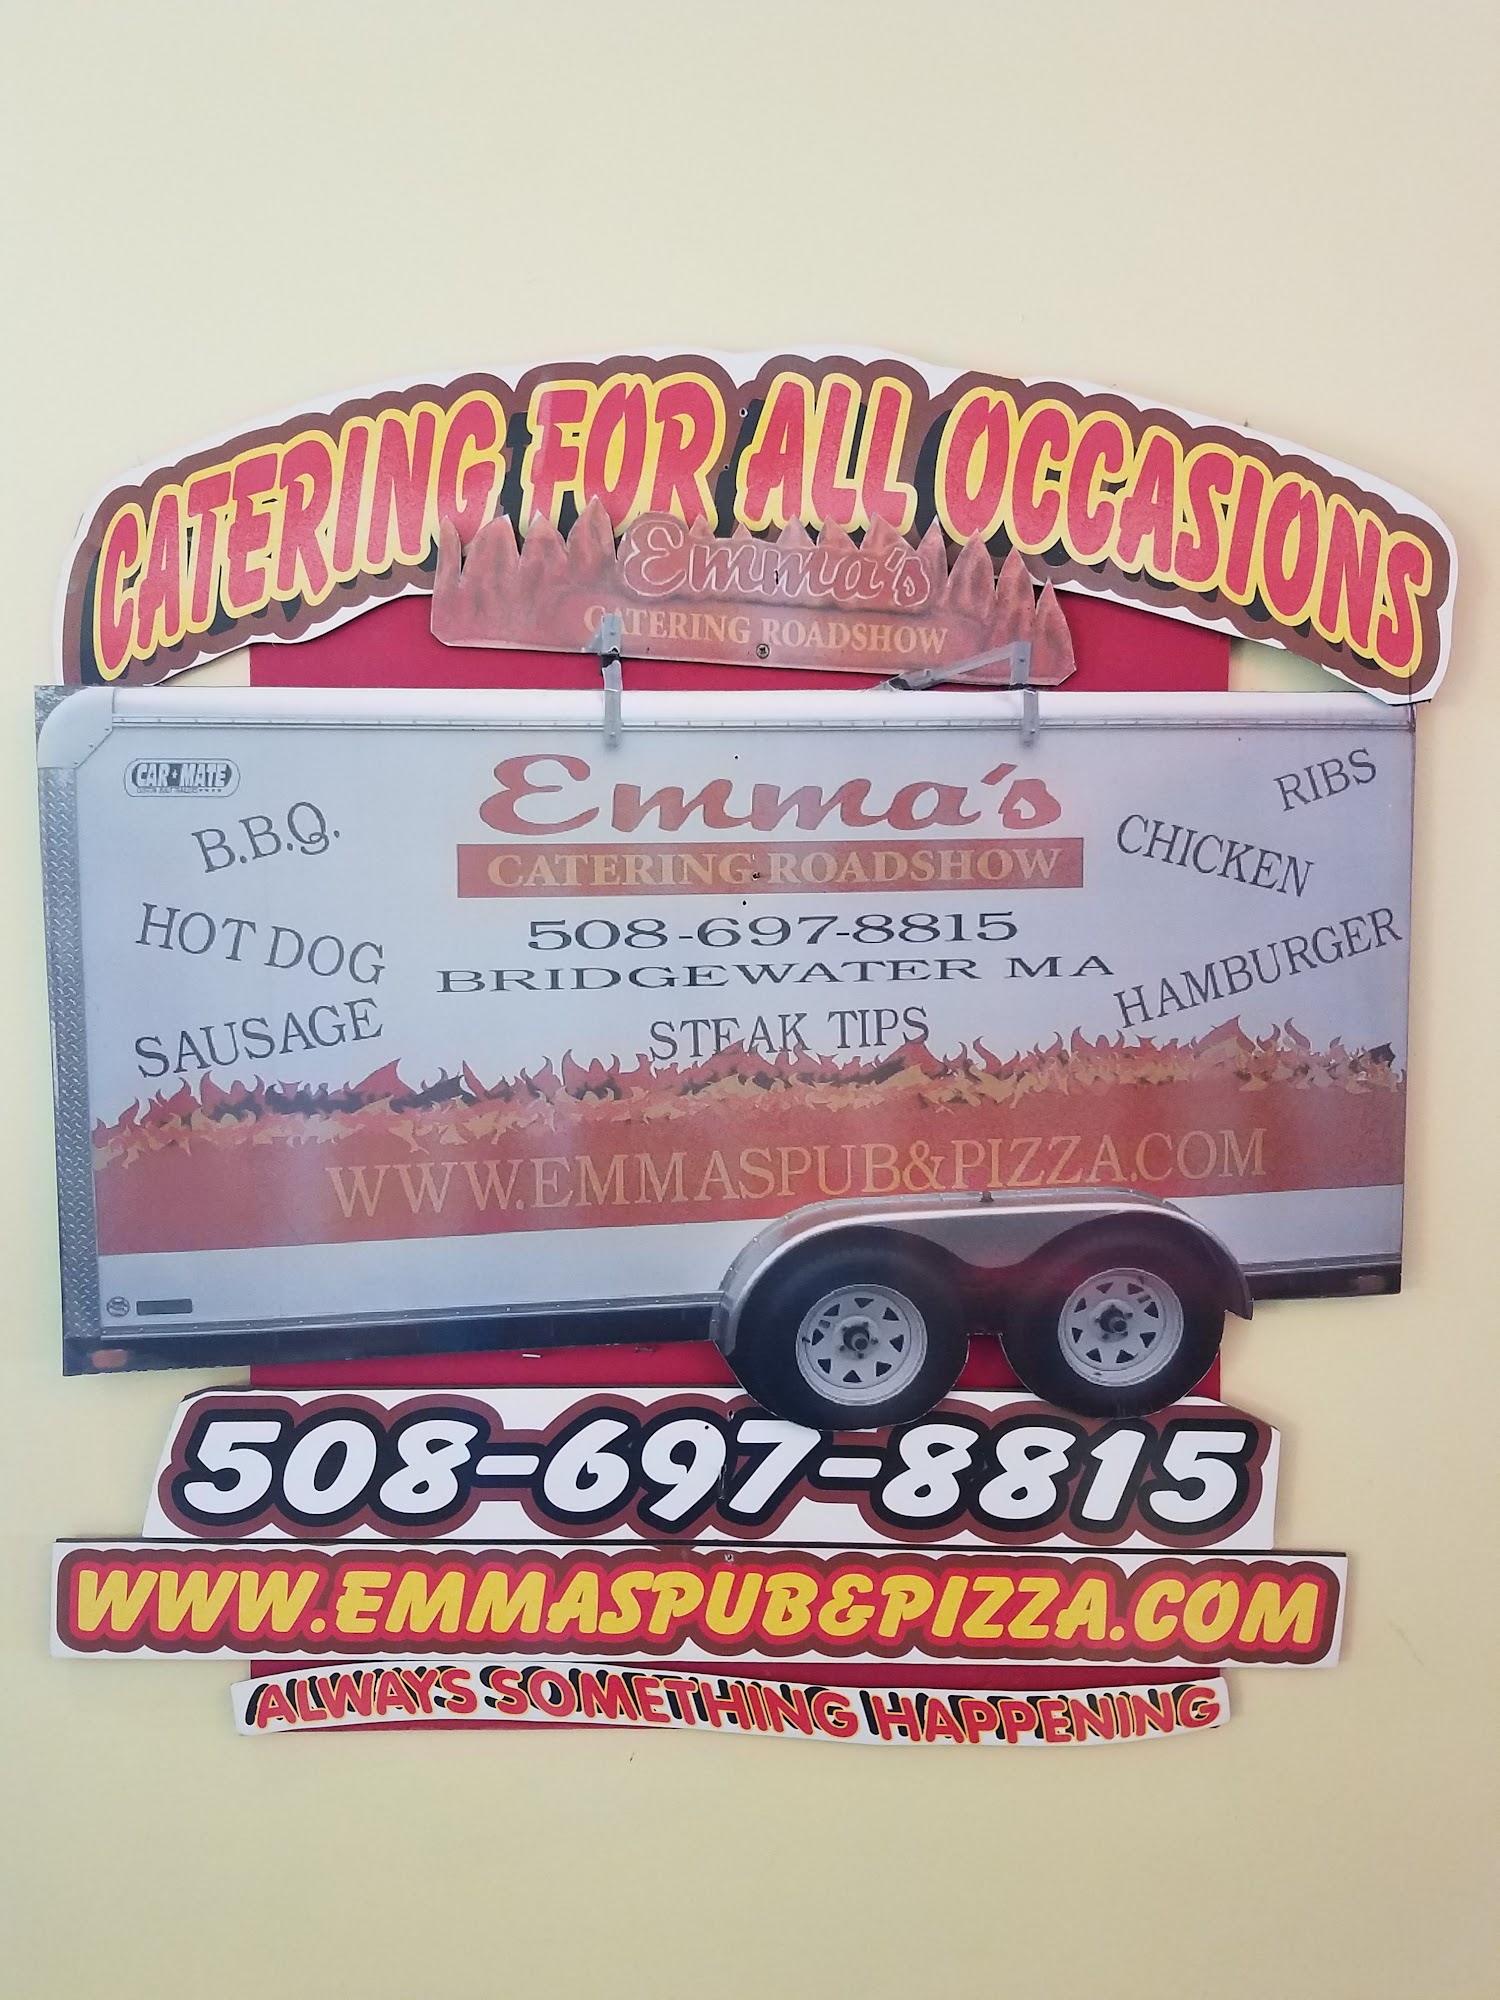 CATERING FOR ALL OCCASIONS
Emma's
CATERING ROADSHOW
CAR MATE
Emma's
CATERING ROADSHOW
508-697-8815
BRIDGEWATER MA
B.B.Q.
HOT DOG
SAUSAGE
STEAK TIPS
RIBS
CHICKEN
HAMBURGER
WWW.EMMASPUB&PIZZA.COM
508-697-8815
WWW.EMMASPUB&PIZZA.COM
ALWAYS SOMETHING HAPPENING